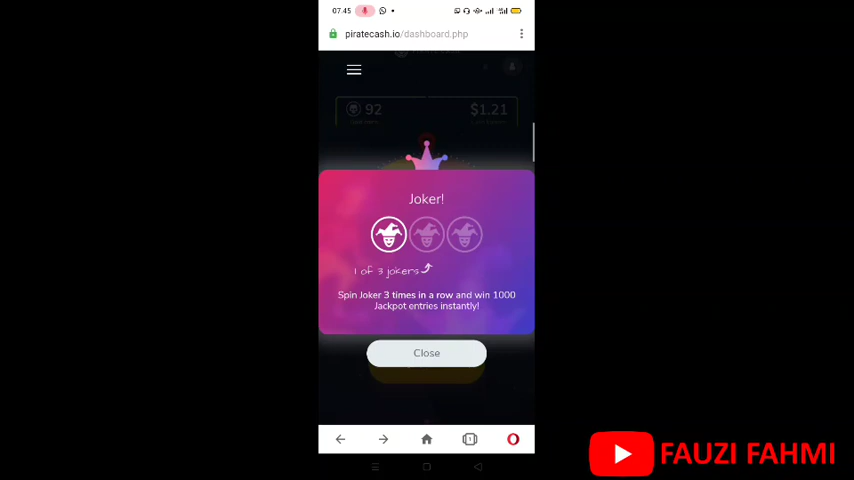 07.45
piratecash.io/dashboard.php
92
$1.21
Joker!
1 of 3 jokers
Spin Joker 3 times in a row and win 1000
Jackpot entries instantly!
Close
1
FAUZI FAHMI